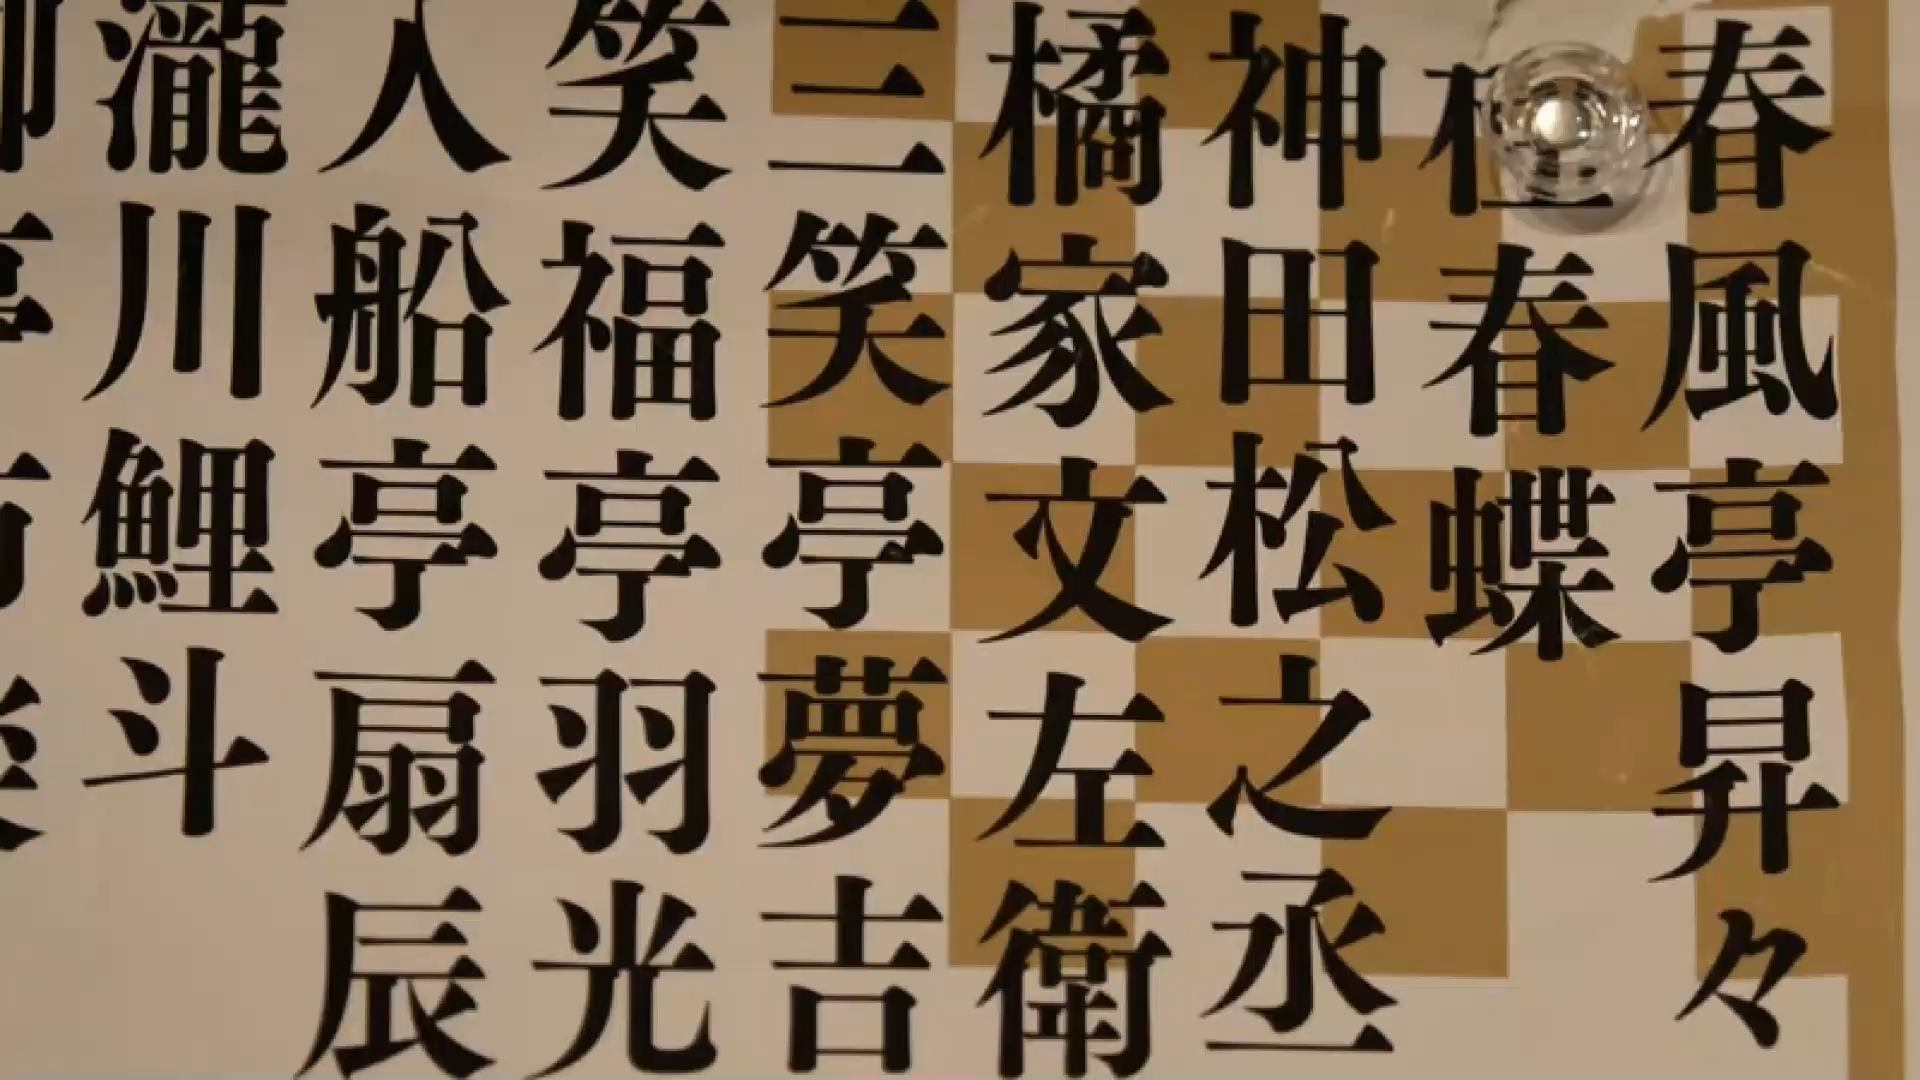 春風亭昇々
桂春蝶
神田松之丞
橘家文左衛
三笑亭夢吉
笑福亭羽光
入船亭扇辰
瀧川鯉斗